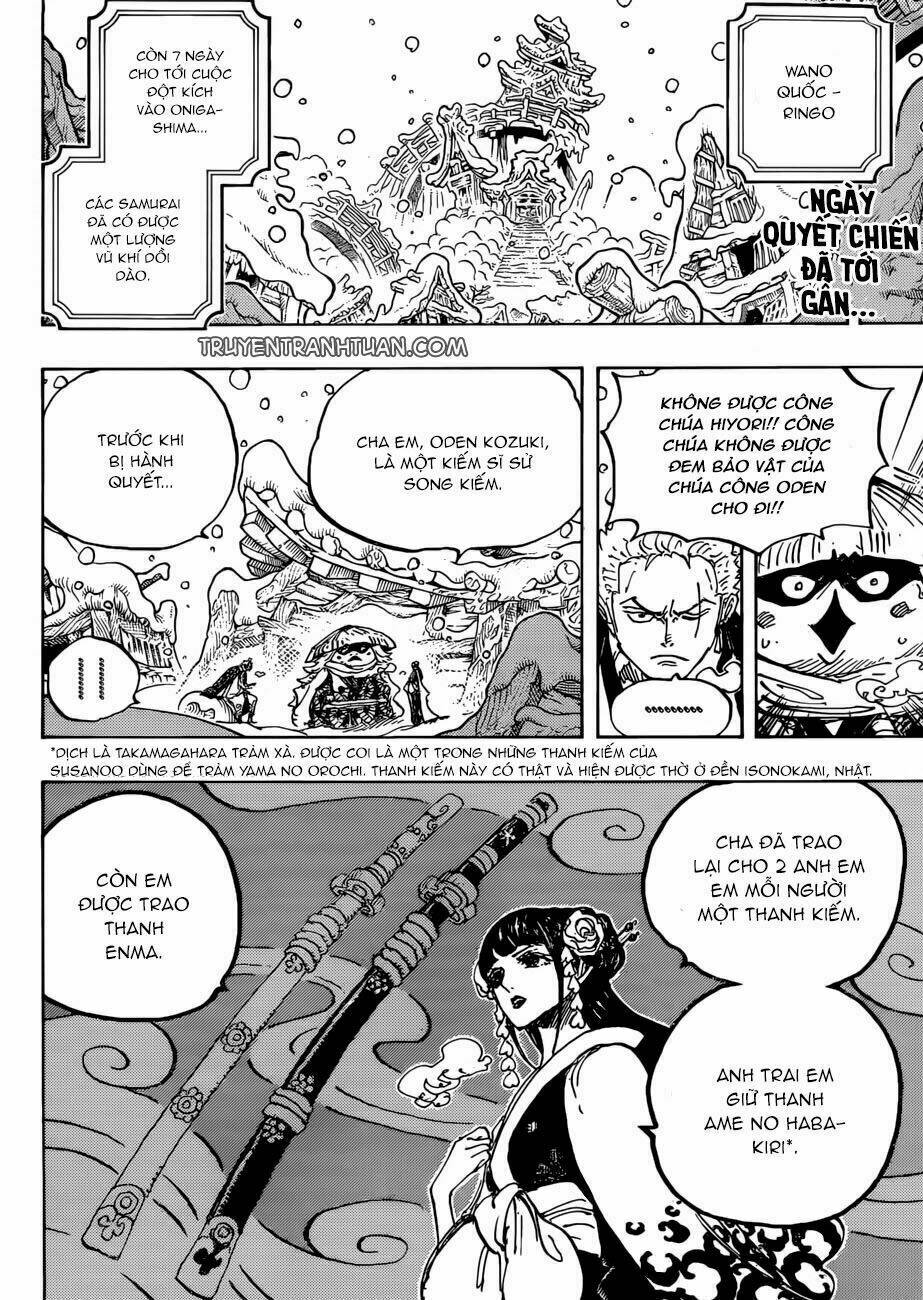 WANO
QUỐC -
RINGO
NGÀY
QUYẾT CHIẾN
ĐÃ TỚI
GẦN...
CÒN 7 NGÀY
CHO TỚI CUỘC
ĐỘT KÍCH
VÀO ONIGA-
SHIMA...
CÁC SAMURAI
ĐÃ CÓ ĐƯỢC
MỘT LƯỢNG
VŨ KHÍ DỒI
DÀO.
TRUYENTRANHTUAN.COM
KHÔNG ĐƯỢC CÔNG
CHÚA HIYORI!! CÔNG
CHÚA KHÔNG ĐƯỢC
ĐEM BẢO VẬT CỦA
CHÚA CÔNG ODEN
CHO ĐI!!
CHA EM, ODEN KOZUKI,
LÀ MỘT KIẾM SĨ SỬ
SONG KIẾM.
TRƯỚC KHI
BỊ HÀNH
QUYẾT...
*DỊCH LÀ TAKAMAGAHARA TRẢM XÀ. ĐƯỢC COI LÀ MỘT TRONG NHỮNG THANH KIẾM CỦA
SUSANOO DÙNG ĐỂ TRẢM YAMA NO OROCHI. THANH KIẾM NÀY CÓ THẬT VÀ HIỆN ĐƯỢC THỜ Ở ĐỀN ISONOKAMI, NHẬT.
CHA ĐÃ TRAO
LẠI CHO 2 ANH EM
EM MỖI NGƯỜI
MỘT THANH KIẾM.
ANH TRAI EM
GIỮ THANH
AME NO HABA-
KIRI*.
CÒN EM
ĐƯỢC TRAO
THANH
ENMA.